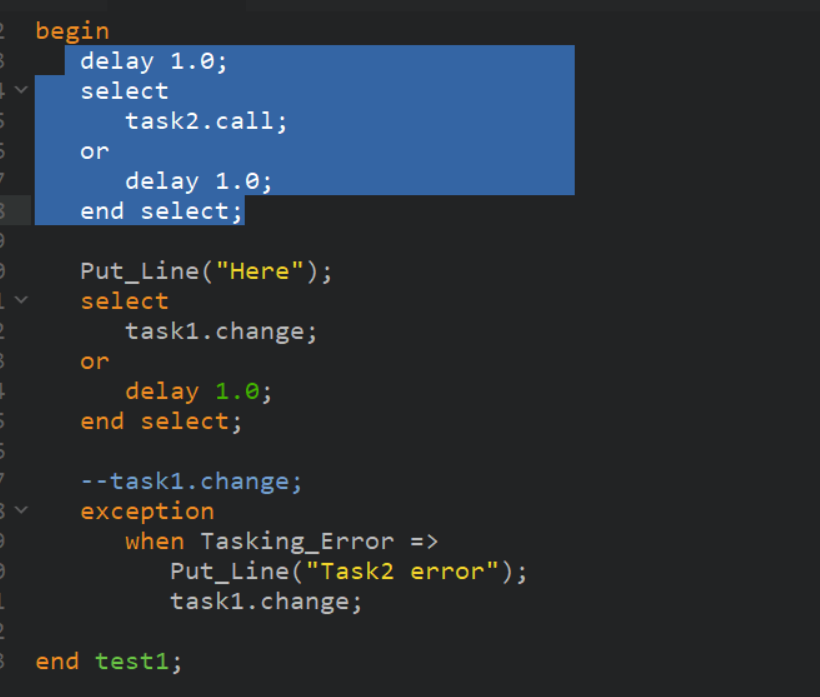 begin
delay 1.0;
select
task2.call;
or
delay 1.0;
end select;
Put_Line("Here");
select
task1.change;
or
delay 1.0;
end select;
--task1.change;
exception
when Tasking_Error =>
Put_Line("Task2 error");
task1.change;
end test1;